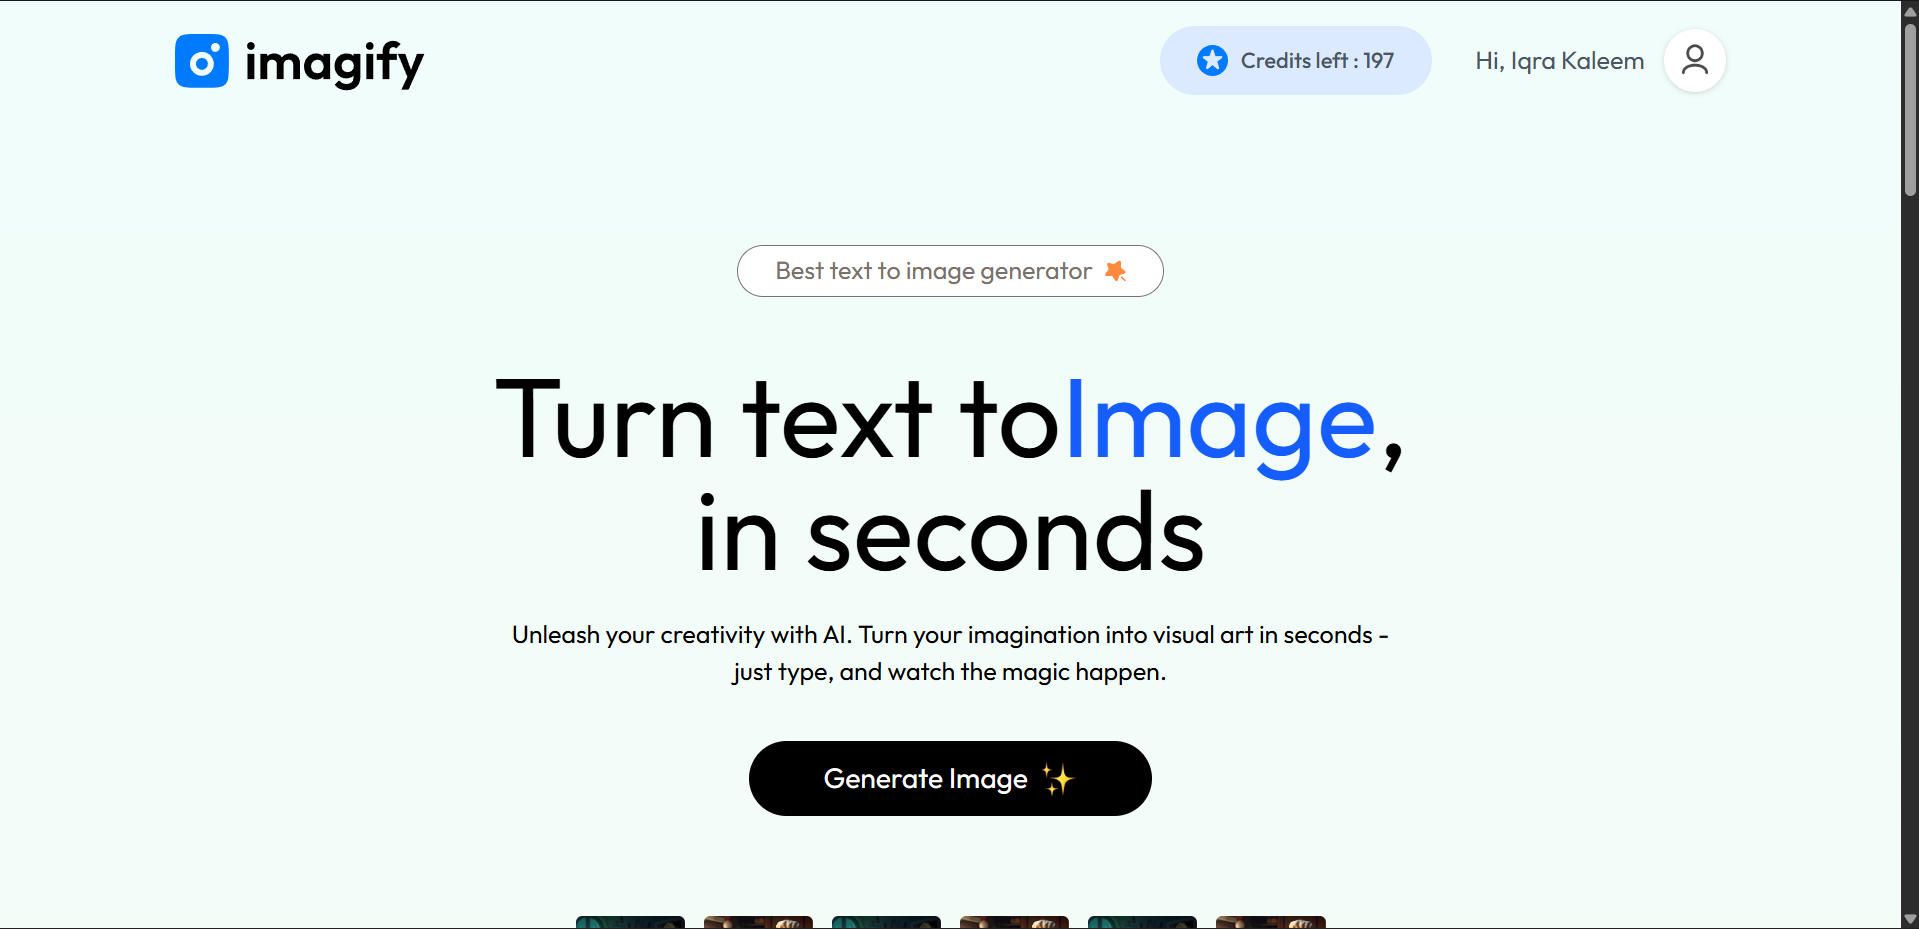 imagify
Credits left : 197
Hi, Iqra Kaleem
Best text to image generator
Turn text toImage,
in seconds
Unleash your creativity with AI. Turn your imagination into visual art in seconds -
just type, and watch the magic happen.
Generate Image ✨